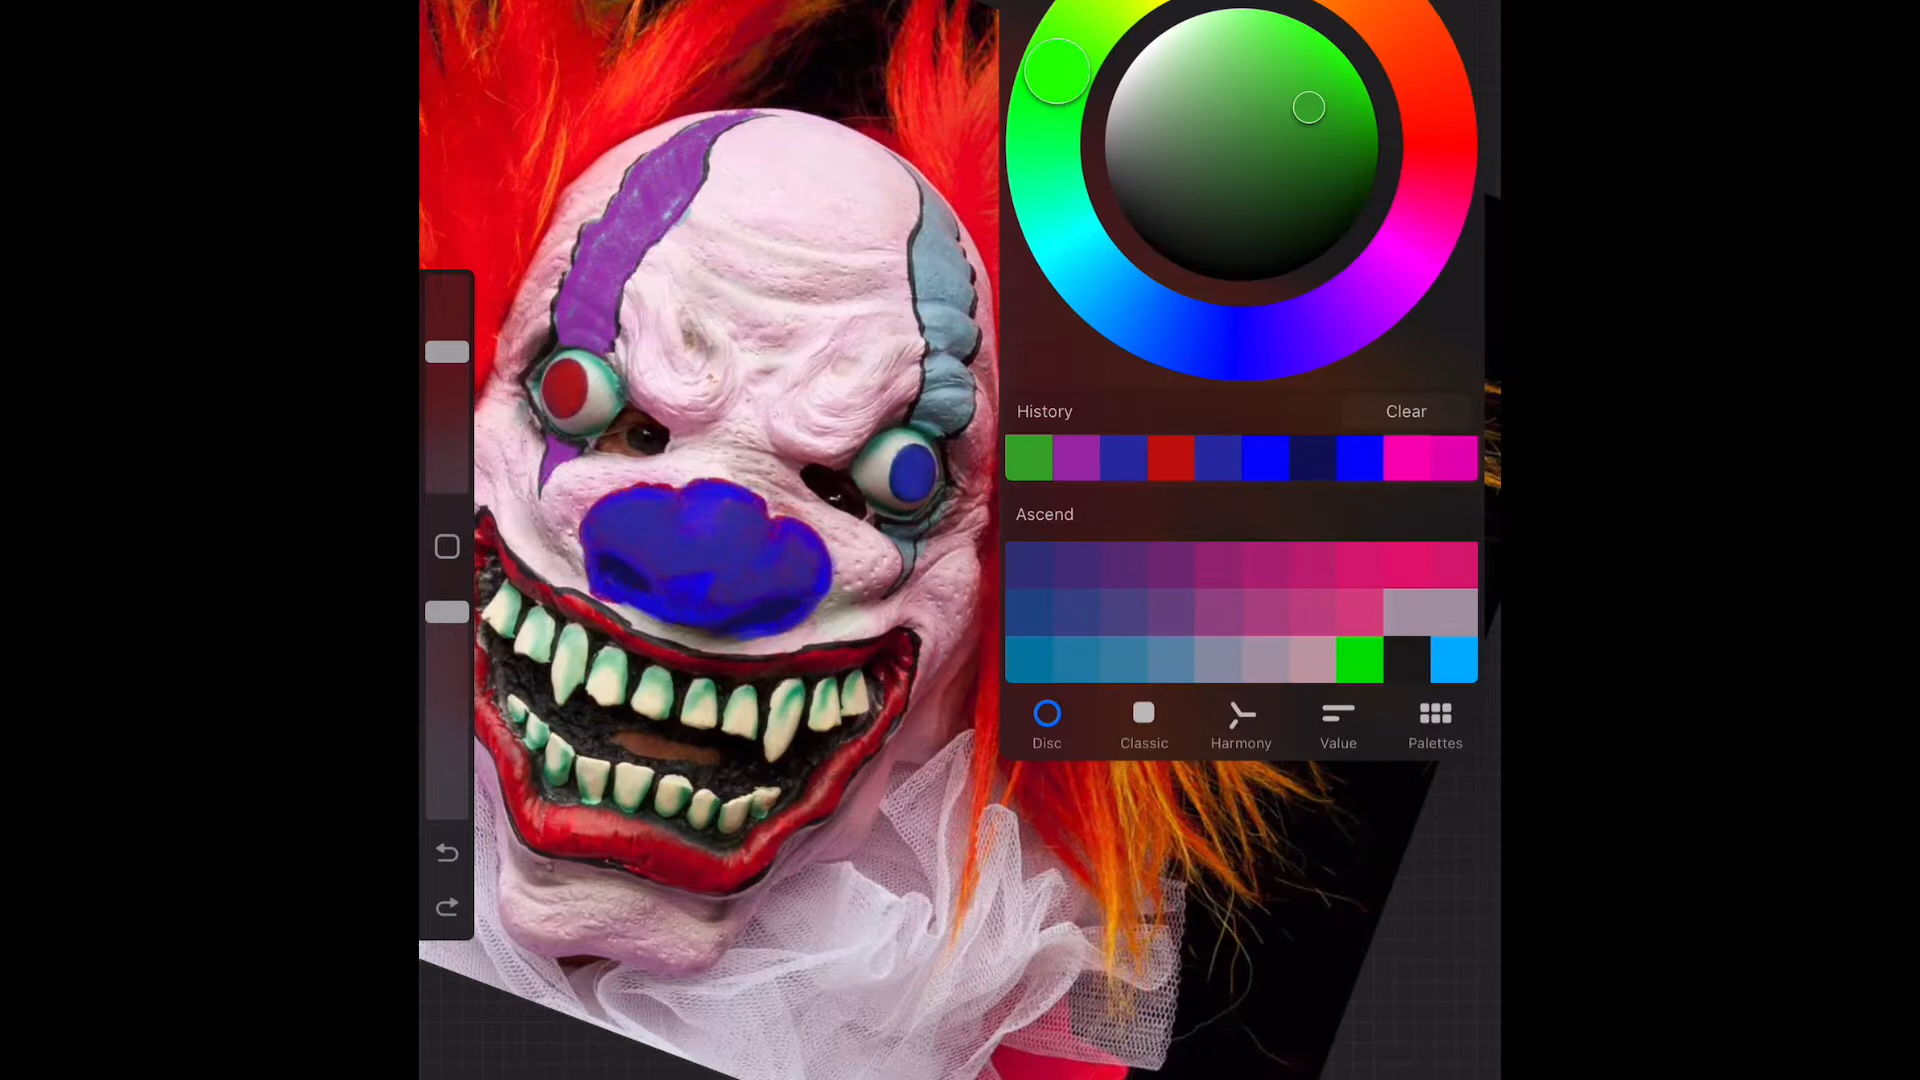 History
Clear
Ascend
Disc
Classic
Harmony
Value
Palettes